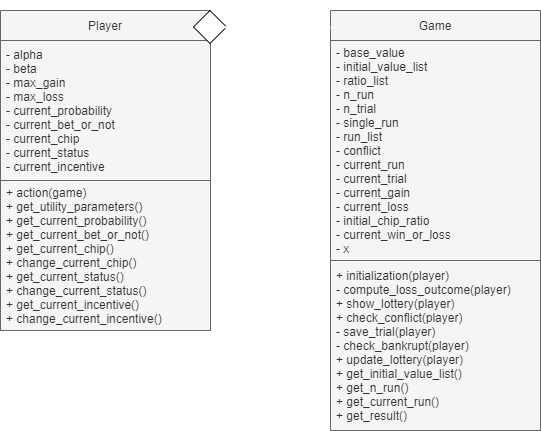 Player
- alpha
- beta
- max_gain
- max_loss
- current_probability
- current_bet_or_not
- current_chip
- current_status
- current_incentive
+ action(game)
+ get_utility_parameters()
+ get_current_probability()
+ get_current_bet_or_not()
+ get_current_chip()
+ change_current_chip()
+ get_current_status()
+ change_current_status()
+ get_current_incentive()
+ change_current_incentive()
Game
- base_value
- initial_value_list
- ratio_list
- n_run
- n_trial
- single_run
- run_list
- conflict
- current_run
- current_trial
- current_gain
- current_loss
- initial_chip_ratio
- current_win_or_loss
- x
+ initialization(player)
- compute_loss_outcome(player)
+ show_lottery(player)
+ check_conflict(player)
- save_trial(player)
- check_bankrupt(player)
+ update_lottery(player)
+ get_initial_value_list()
+ get_n_run()
+ get_current_run()
+ get_result()